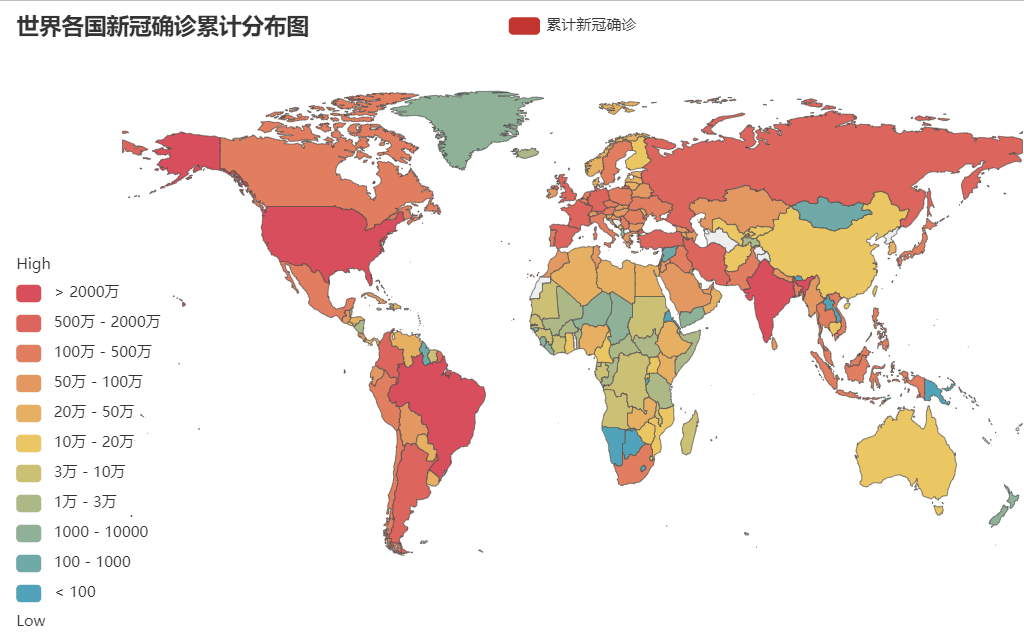 世界各国新冠确诊累计分布图
累计新冠确诊
High
> 2000万
500万 - 2000万
100万 - 500万
50万 - 100万
20万 - 50万
10万 - 20万
3万 - 10万
1万 - 3万
1000 - 10000
100 - 1000
< 100
Low